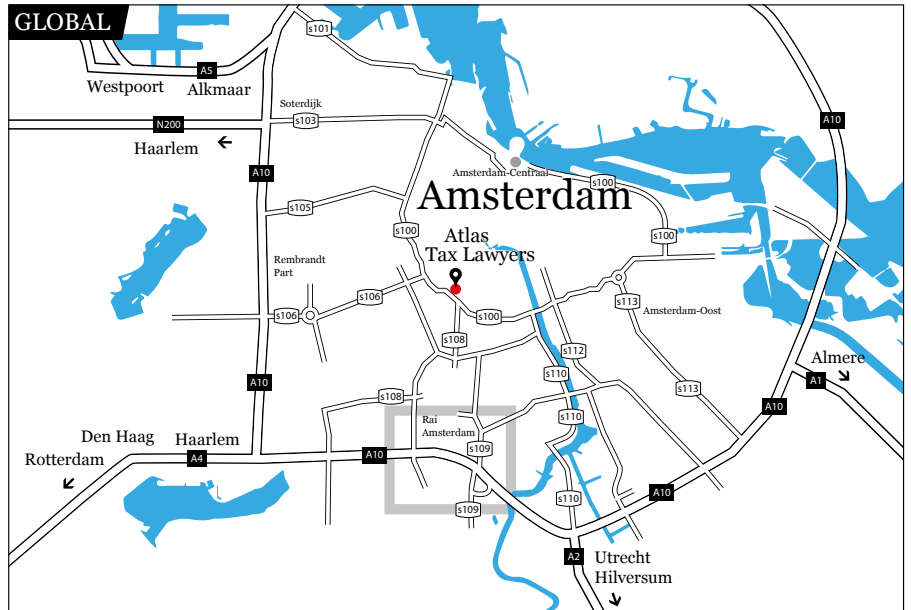 GLOBAL
s101
A5
Westpoort
Alkmaar
Soterdijk
s103
N200
Haarlem
A10
A10
Amsterdam-Centraal
s100
Amsterdam
s105
s100
s100
Atlas
Tax Lawyers
Rembrandt
Part
s106
s106
s100
s113
Amsterdam-Oost
s108
s112
Almere
A1
s110
A10
s108
s113
A10
Rai
Amsterdam
s110
Den Haag
Haarlem
s109
Rotterdam
A4
A10
A10
s110
s109
A2
Utrecht
Hilversum